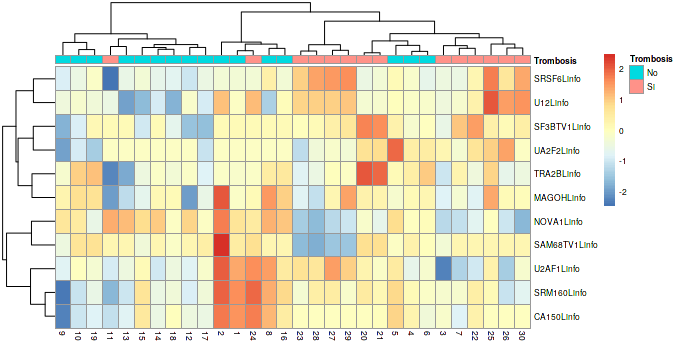 Trombosis
SRSF6Linfo
U12Linfo
SF3BTV1Linfo
UA2F2Linfo
TRA2BLinfo
MAGOHLinfo
NOVA1Linfo
SAM68TV1Linfo
U2AF1Linfo
SRM160Linfo
CA150Linfo
9 10 19 11 13 15 14 18 12 17 2 1 24 8 16 23 28 27 29 20 21 5 4 6 3 7 22 25 26 30
2
1
0
-1
-2
Trombosis
No
Si